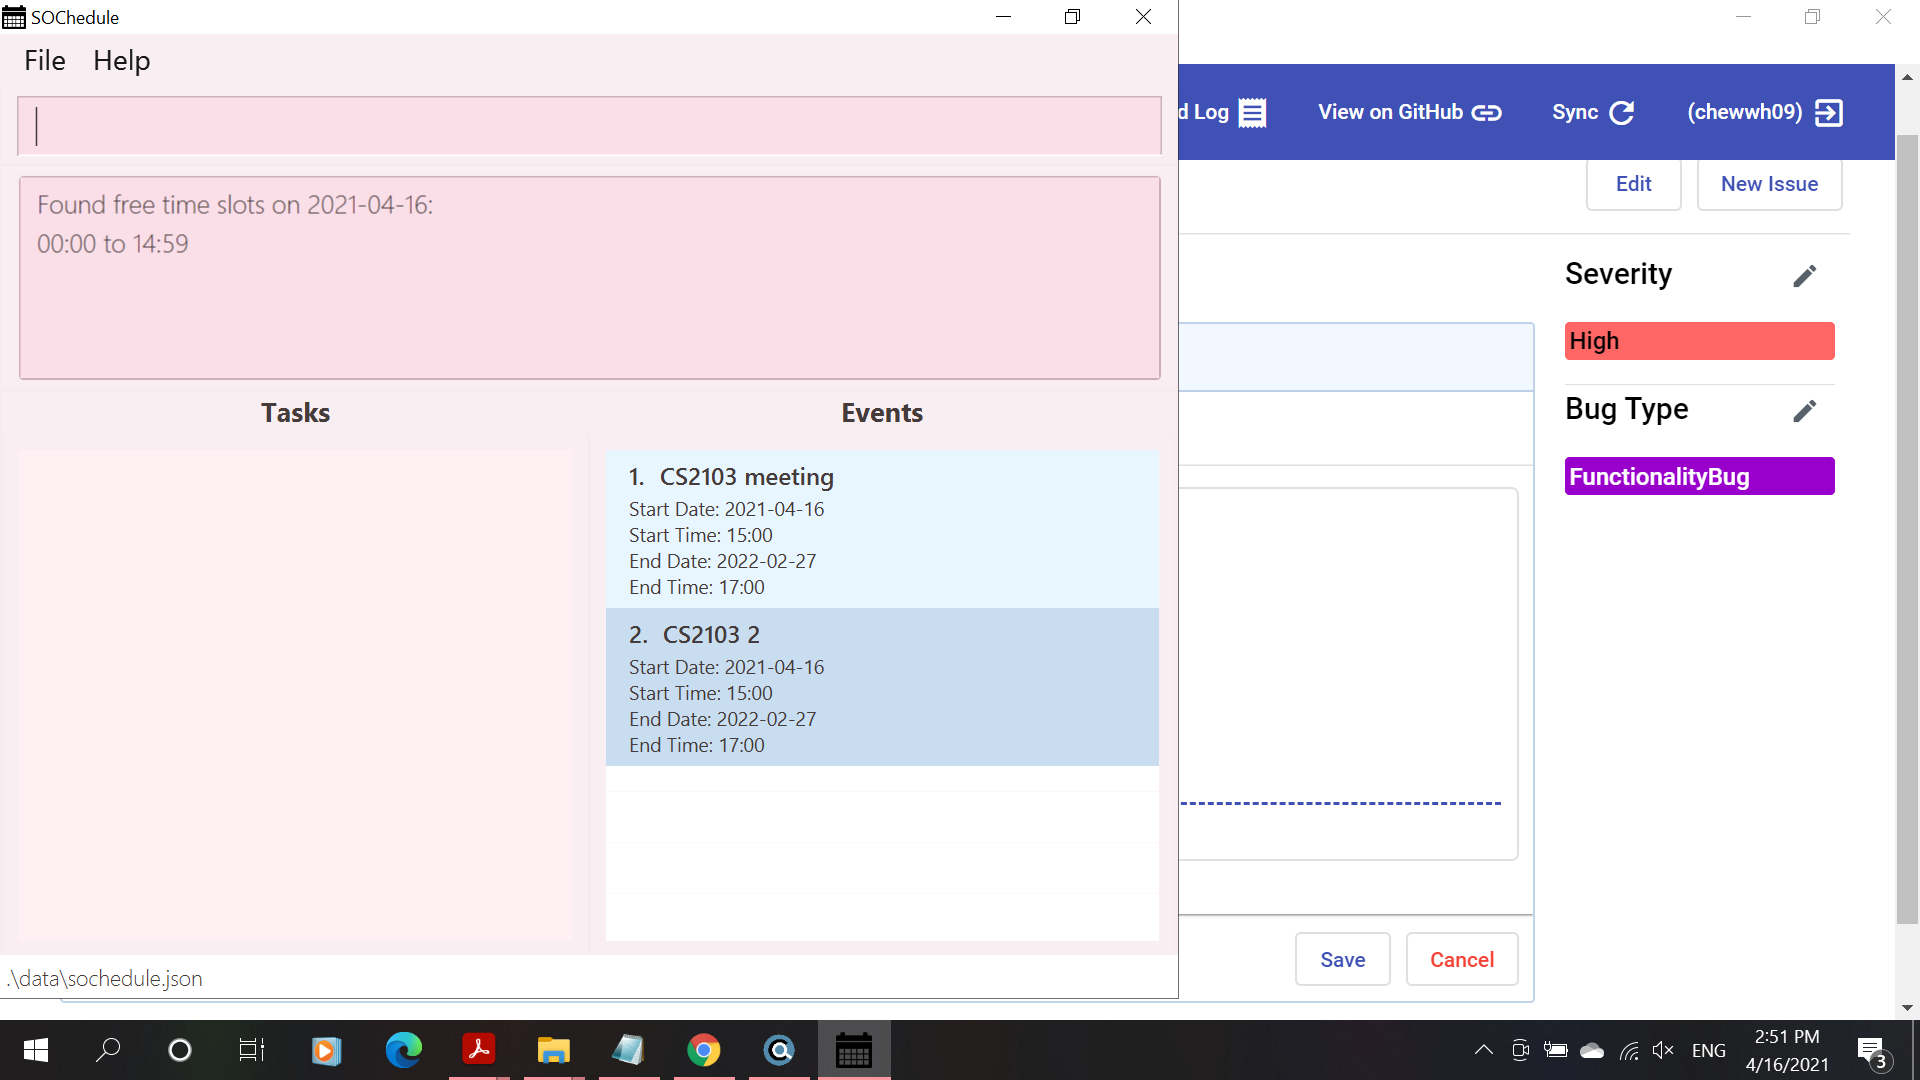 SOChedule
File Help
Found free time slots on 2021-04-16:
00:00 to 14:59
Tasks
Events
1. CS2103 meeting
Start Date: 2021-04-16
Start Time: 15:00
End Date: 2022-02-27
End Time: 17:00
2. CS2103 2
Start Date: 2021-04-16
Start Time: 15:00
End Date: 2022-02-27
End Time: 17:00
.\data\sochedule.json
d Log View on GitHub Sync (chewwh09)
Edit New Issue
Severity
High
Bug Type
FunctionalityBug
Save Cancel
ENG
2:51 PM
4/16/2021
3